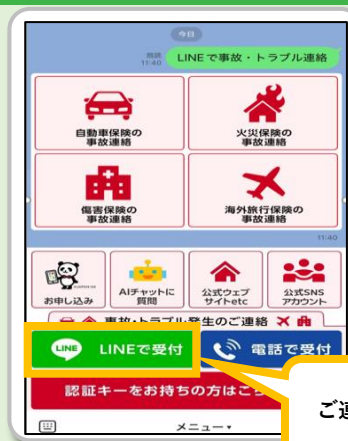 今日
既読
11:40
LINEで事故・トラブル連絡
自動車保険の
事故連絡
火災保険の
事故連絡
傷害保険の
事故連絡
海外旅行保険の
事故連絡
11:40
お申し込み
AIチャットに
質問
公式ウェブ
サイトetc
公式SNS
アカウント
事故・トラブル発生のご連絡
LINE LINEで受付
電話で受付
認証キーをお持ちの方はこち
メニュー▾
ご連